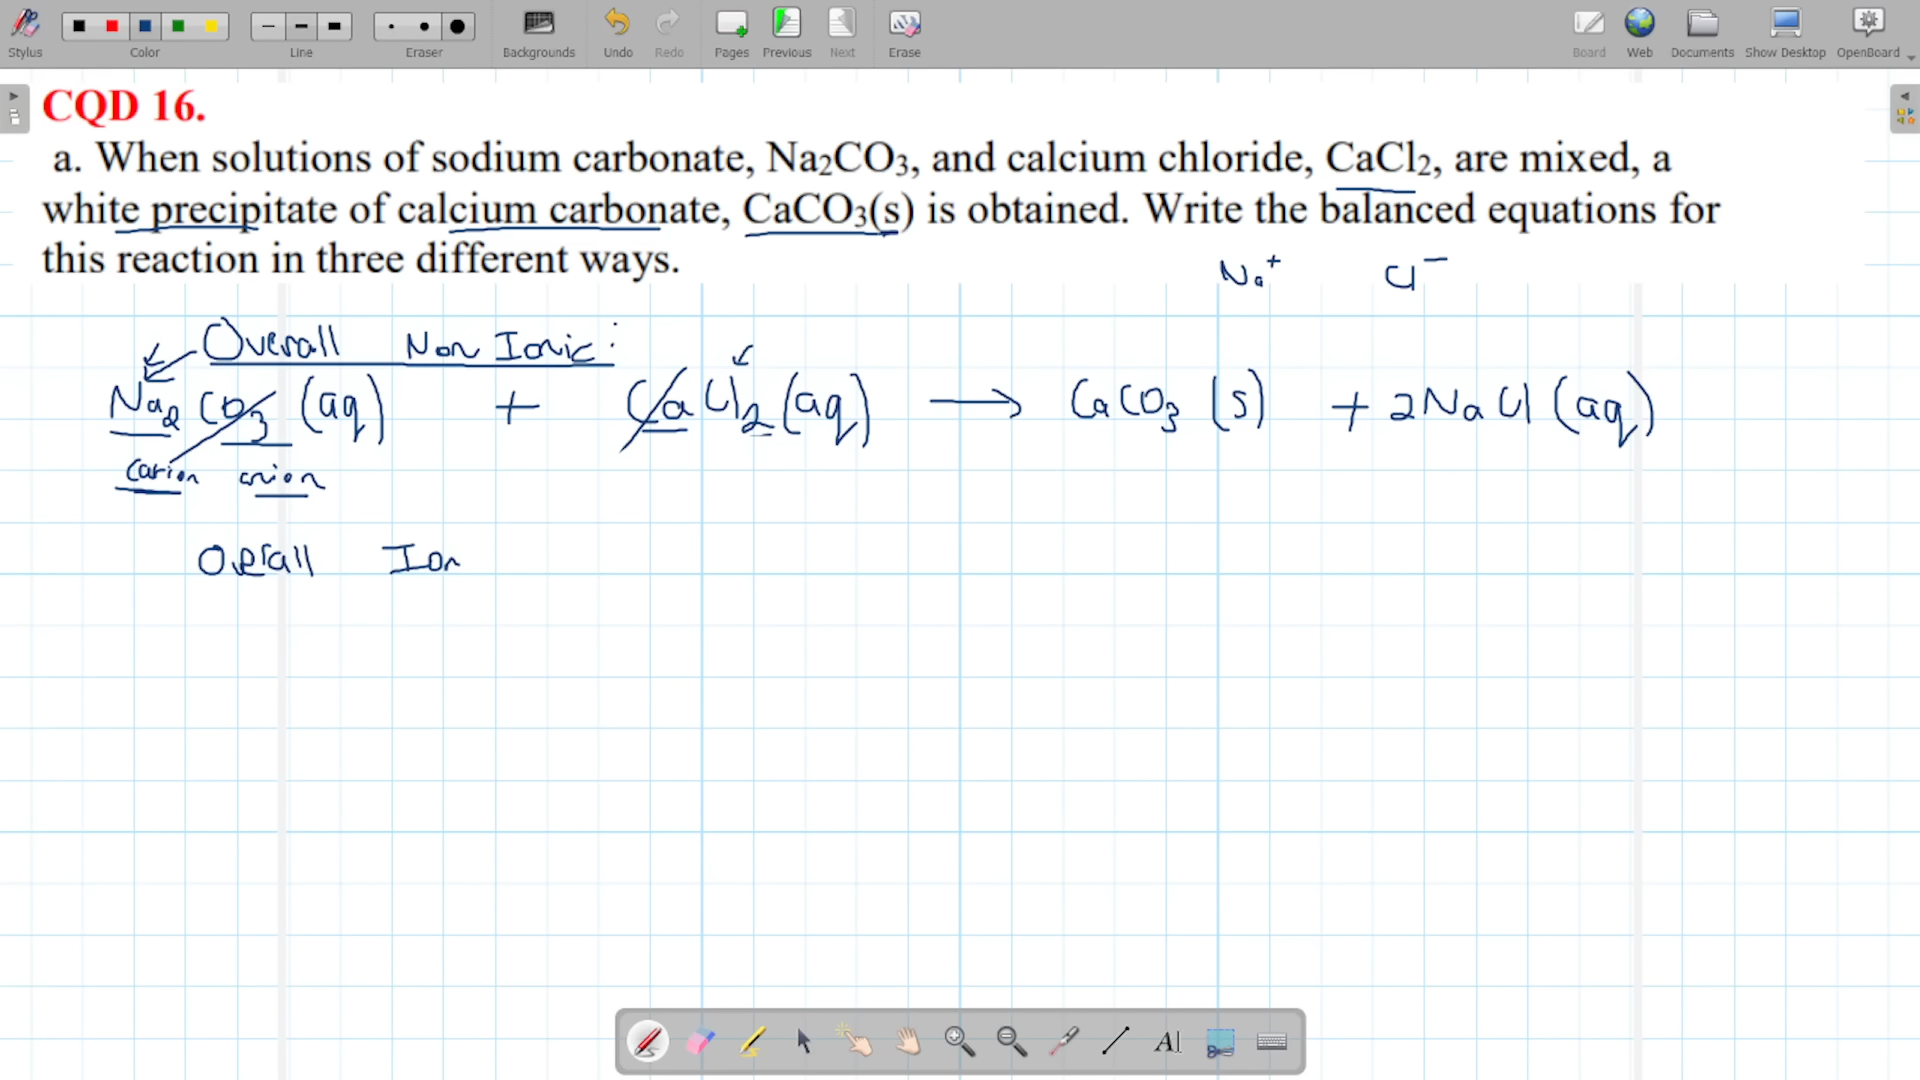 Stylus Color Line Eraser Backgrounds Undo Redo Pages Previous Next Erase Board Web Documents Show Desktop OpenBoard
CQD 16.
a. When solutions of sodium carbonate, Na₂CO₃, and calcium chloride, CaCl₂, are mixed, a
white precipitate of calcium carbonate, CaCO₃(s) is obtained. Write the balanced equations for
this reaction in three different ways.
Na⁺ Cl⁻
Overall Non Ionic:
Na₂CO₃ (aq) + CaCl₂ (aq) → CaCO₃ (s) + 2NaCl (aq)
cation anion
Overall Ion
AI